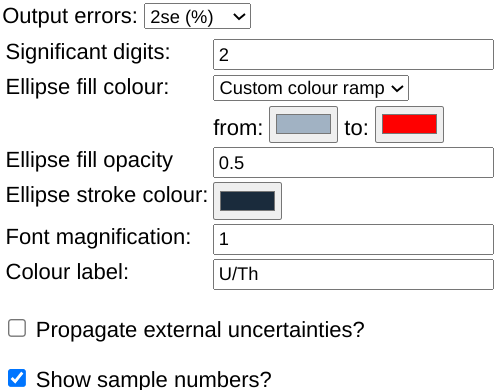 Output errors: 2se (%)
Significant digits: 2
Ellipse fill colour: Custom colour ramp
from: to:
Ellipse fill opacity 0.5
Ellipse stroke colour:
Font magnification: 1
Colour label: U/Th
Propagate external uncertainties?
Show sample numbers?